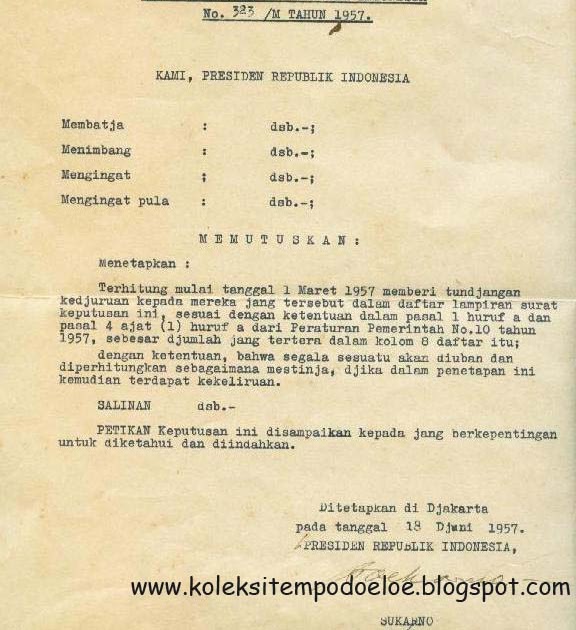 No. 323 /M TAHUN 1957.
KAMI, PRESIDEN REPUBLIK INDONESIA
Membatja : dsb.-;
Menimbang : dsb.-;
Mengingat ; dsb.-;
Mengingat pula : dsb.-;
M E M U T U S K A N :
Menetapkan :
Terhitung mulai tanggal 1 Maret 1957 memberi tundjangan
kedjuruan kepada mereka jang tersebut dalam daftar lampiran surat
keputusan ini, sesuai dengan ketentuan dalam pasal 1 huruf a dan
pasal 4 ajat (1) huruf a dari Peraturan Pemerintah No.10 tahun
1957, sebesar djumlah jang tertera dalam kolom 8 daftar itu;
dengan ketentuan, bahwa segala sesuatu akan diuban dan
diperhitungkan sebagaimana mestinja, djika dalam penetapan ini
kemudian terdapat kekeliruan.
SALINAN dsb.-
PETIKAN Keputusan ini disampaikan kepada jang berkepentingan
untuk diketahui dan diindahkan.
Ditetapkan di Djakarta
pada tanggal 18 Djuni 1957.
PRESIDEN REPUBLIK INDONESIA,
www.koleksitempodoeloe.blogspot.com
SUKARNO